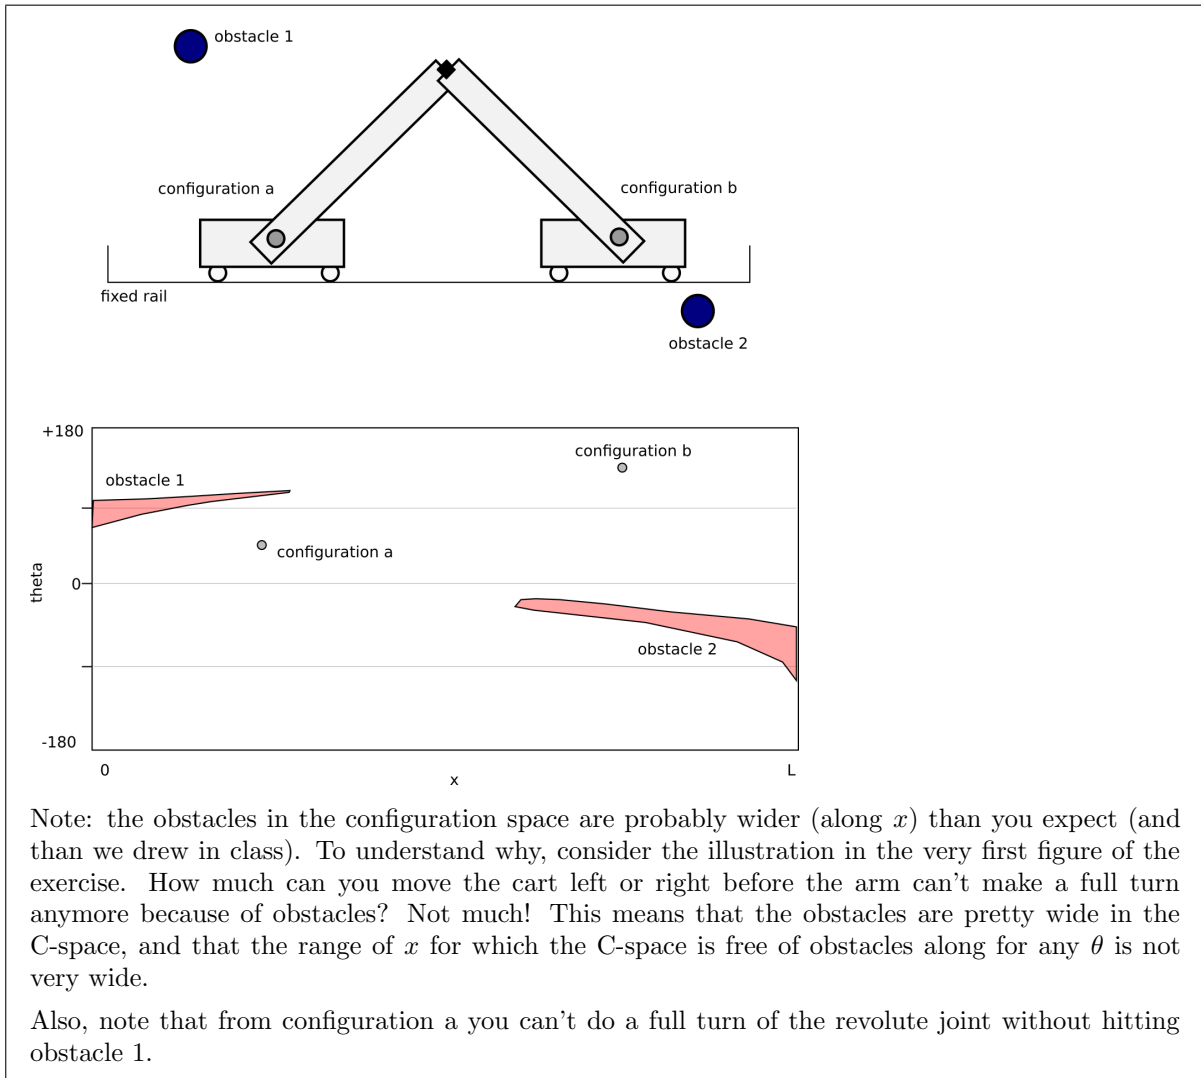 obstacle 1
configuration a
configuration b
fixed rail
obstacle 2
+180
configuration b
obstacle 1
configuration a
theta
0
obstacle 2
-180
0
x
L
Note: the obstacles in the configuration space are probably wider (along x) than you expect (and
than we drew in class). To understand why, consider the illustration in the very first figure of the
exercise. How much can you move the cart left or right before the arm can't make a full turn
anymore because of obstacles? Not much! This means that the obstacles are pretty wide in the
C-space, and that the range of x for which the C-space is free of obstacles along for any θ is not
very wide.
Also, note that from configuration a you can't do a full turn of the revolute joint without hitting
obstacle 1.